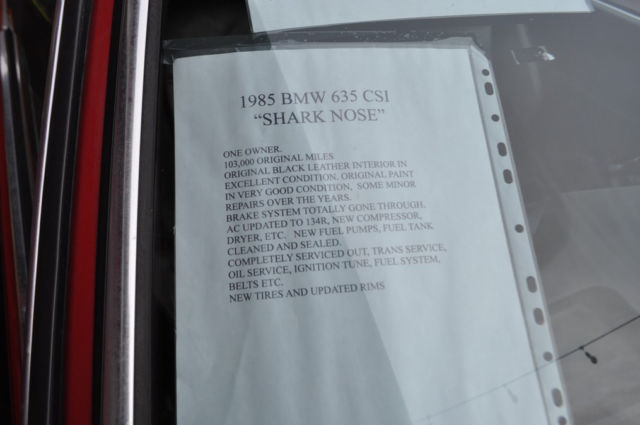 1985 BMW 635 CSI
“SHARK NOSE”
ONE OWNER.
103,000 ORIGINAL MILES
ORIGINAL BLACK LEATHER INTERIOR IN
EXCELLENT CONDITION, ORIGINAL PAINT
IN VERY GOOD CONDITION, SOME MINOR
REPAIRS OVER THE YEARS.
BRAKE SYSTEM TOTALLY GONE THROUGH.
AC UPDATED TO 134R, NEW COMPRESSOR,
DRYER, ETC. NEW FUEL PUMPS, FUEL TANK
CLEANED AND SEALED.
COMPLETELY SERVICED OUT, TRANS SERVICE,
OIL SERVICE, IGNITION TUNE, FUEL SYSTEM,
BELTS ETC.
NEW TIRES AND UPDATED RIMS